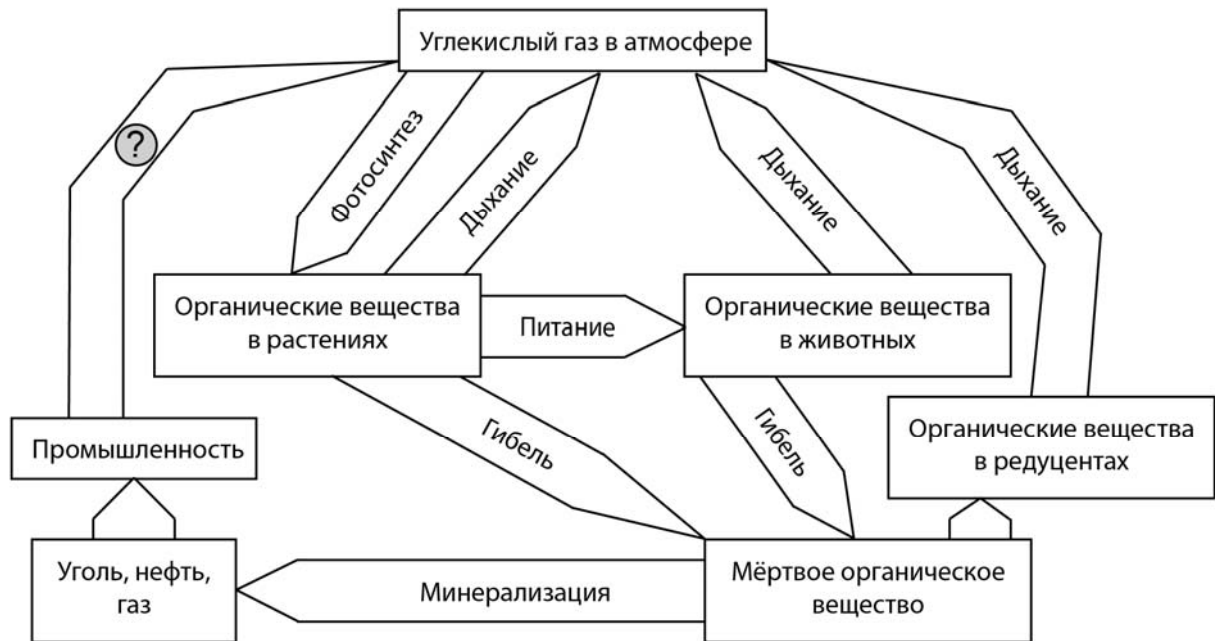 Углекислый газ в атмосфере
?
Фотосинтез
Дыхание
Дыхание
Дыхание
Органические вещества
в растениях
Питание
Органические вещества
в животных
Гибель
Гибель
Промышленность
Органические вещества
в редуцентах
Уголь, нефть,
газ
Минерализация
Мёртвое органическое
вещество